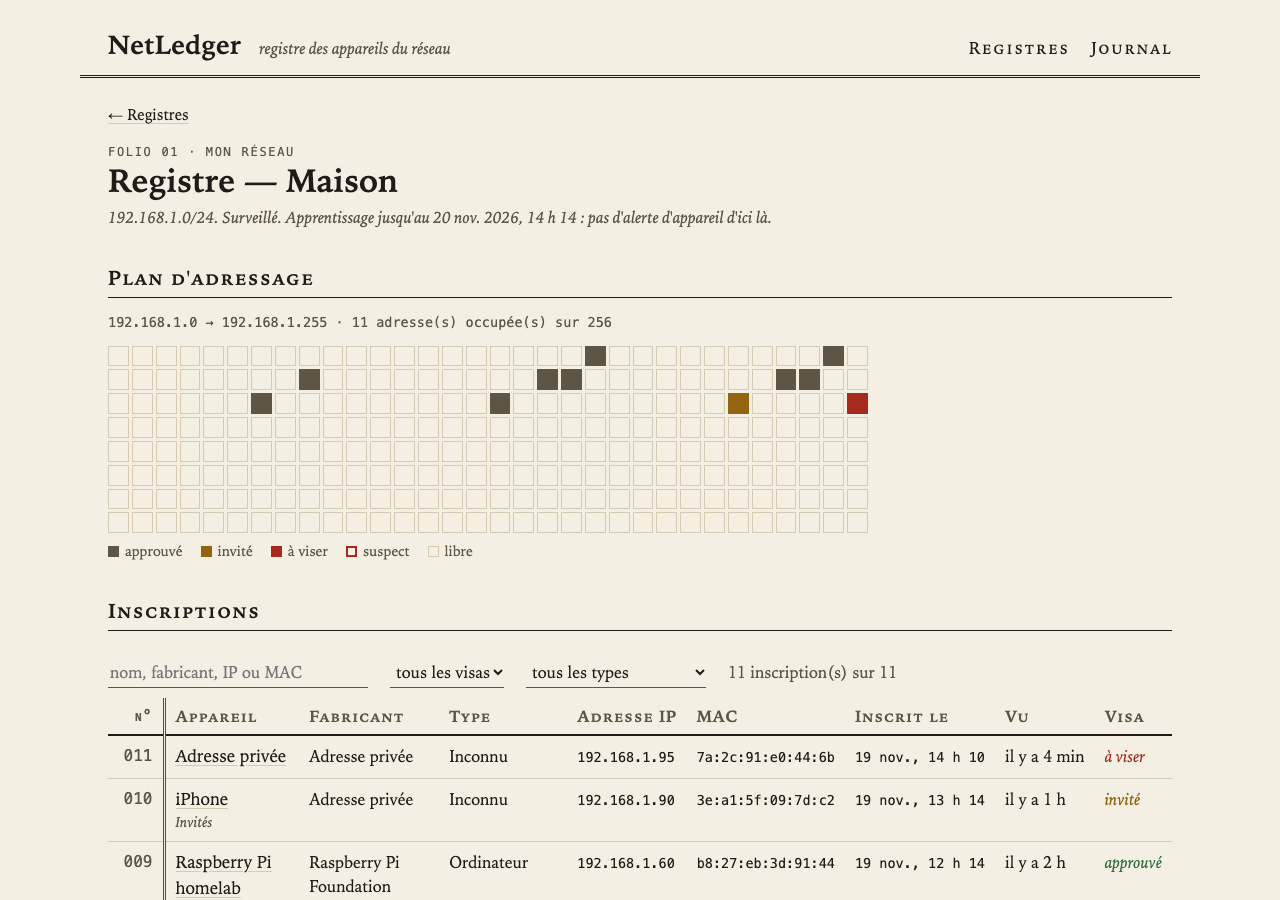 NetLedger registre des appareils du réseau Registres Journal
← Registres
FOLIO 01 · MON RÉSEAU
Registre — Maison
192.168.1.0/24. Surveillé. Apprentissage jusqu'au 20 nov. 2026, 14 h 14 : pas d'alerte d'appareil d'ici là.
Plan d'adressage
192.168.1.0 → 192.168.1.255 · 11 adresse(s) occupée(s) sur 256
approuvé invité à viser suspect libre
Inscriptions
nom, fabricant, IP ou MAC tous les visas tous les types 11 inscription(s) sur 11
N° Appareil Fabricant Type Adresse IP MAC Inscrit le Vu Visa
011 Adresse privée Adresse privée Inconnu 192.168.1.95 7a:2c:91:e0:44:6b 19 nov., 14 h 10 il y a 4 min à viser
010 iPhone Adresse privée Inconnu 192.168.1.90 3e:a1:5f:09:7d:c2 19 nov., 13 h 14 il y a 1 h invité
Invités
009 Raspberry Pi Raspberry Pi Ordinateur 192.168.1.60 b8:27:eb:3d:91:44 19 nov., 12 h 14 il y a 2 h approuvé
homelab Foundation